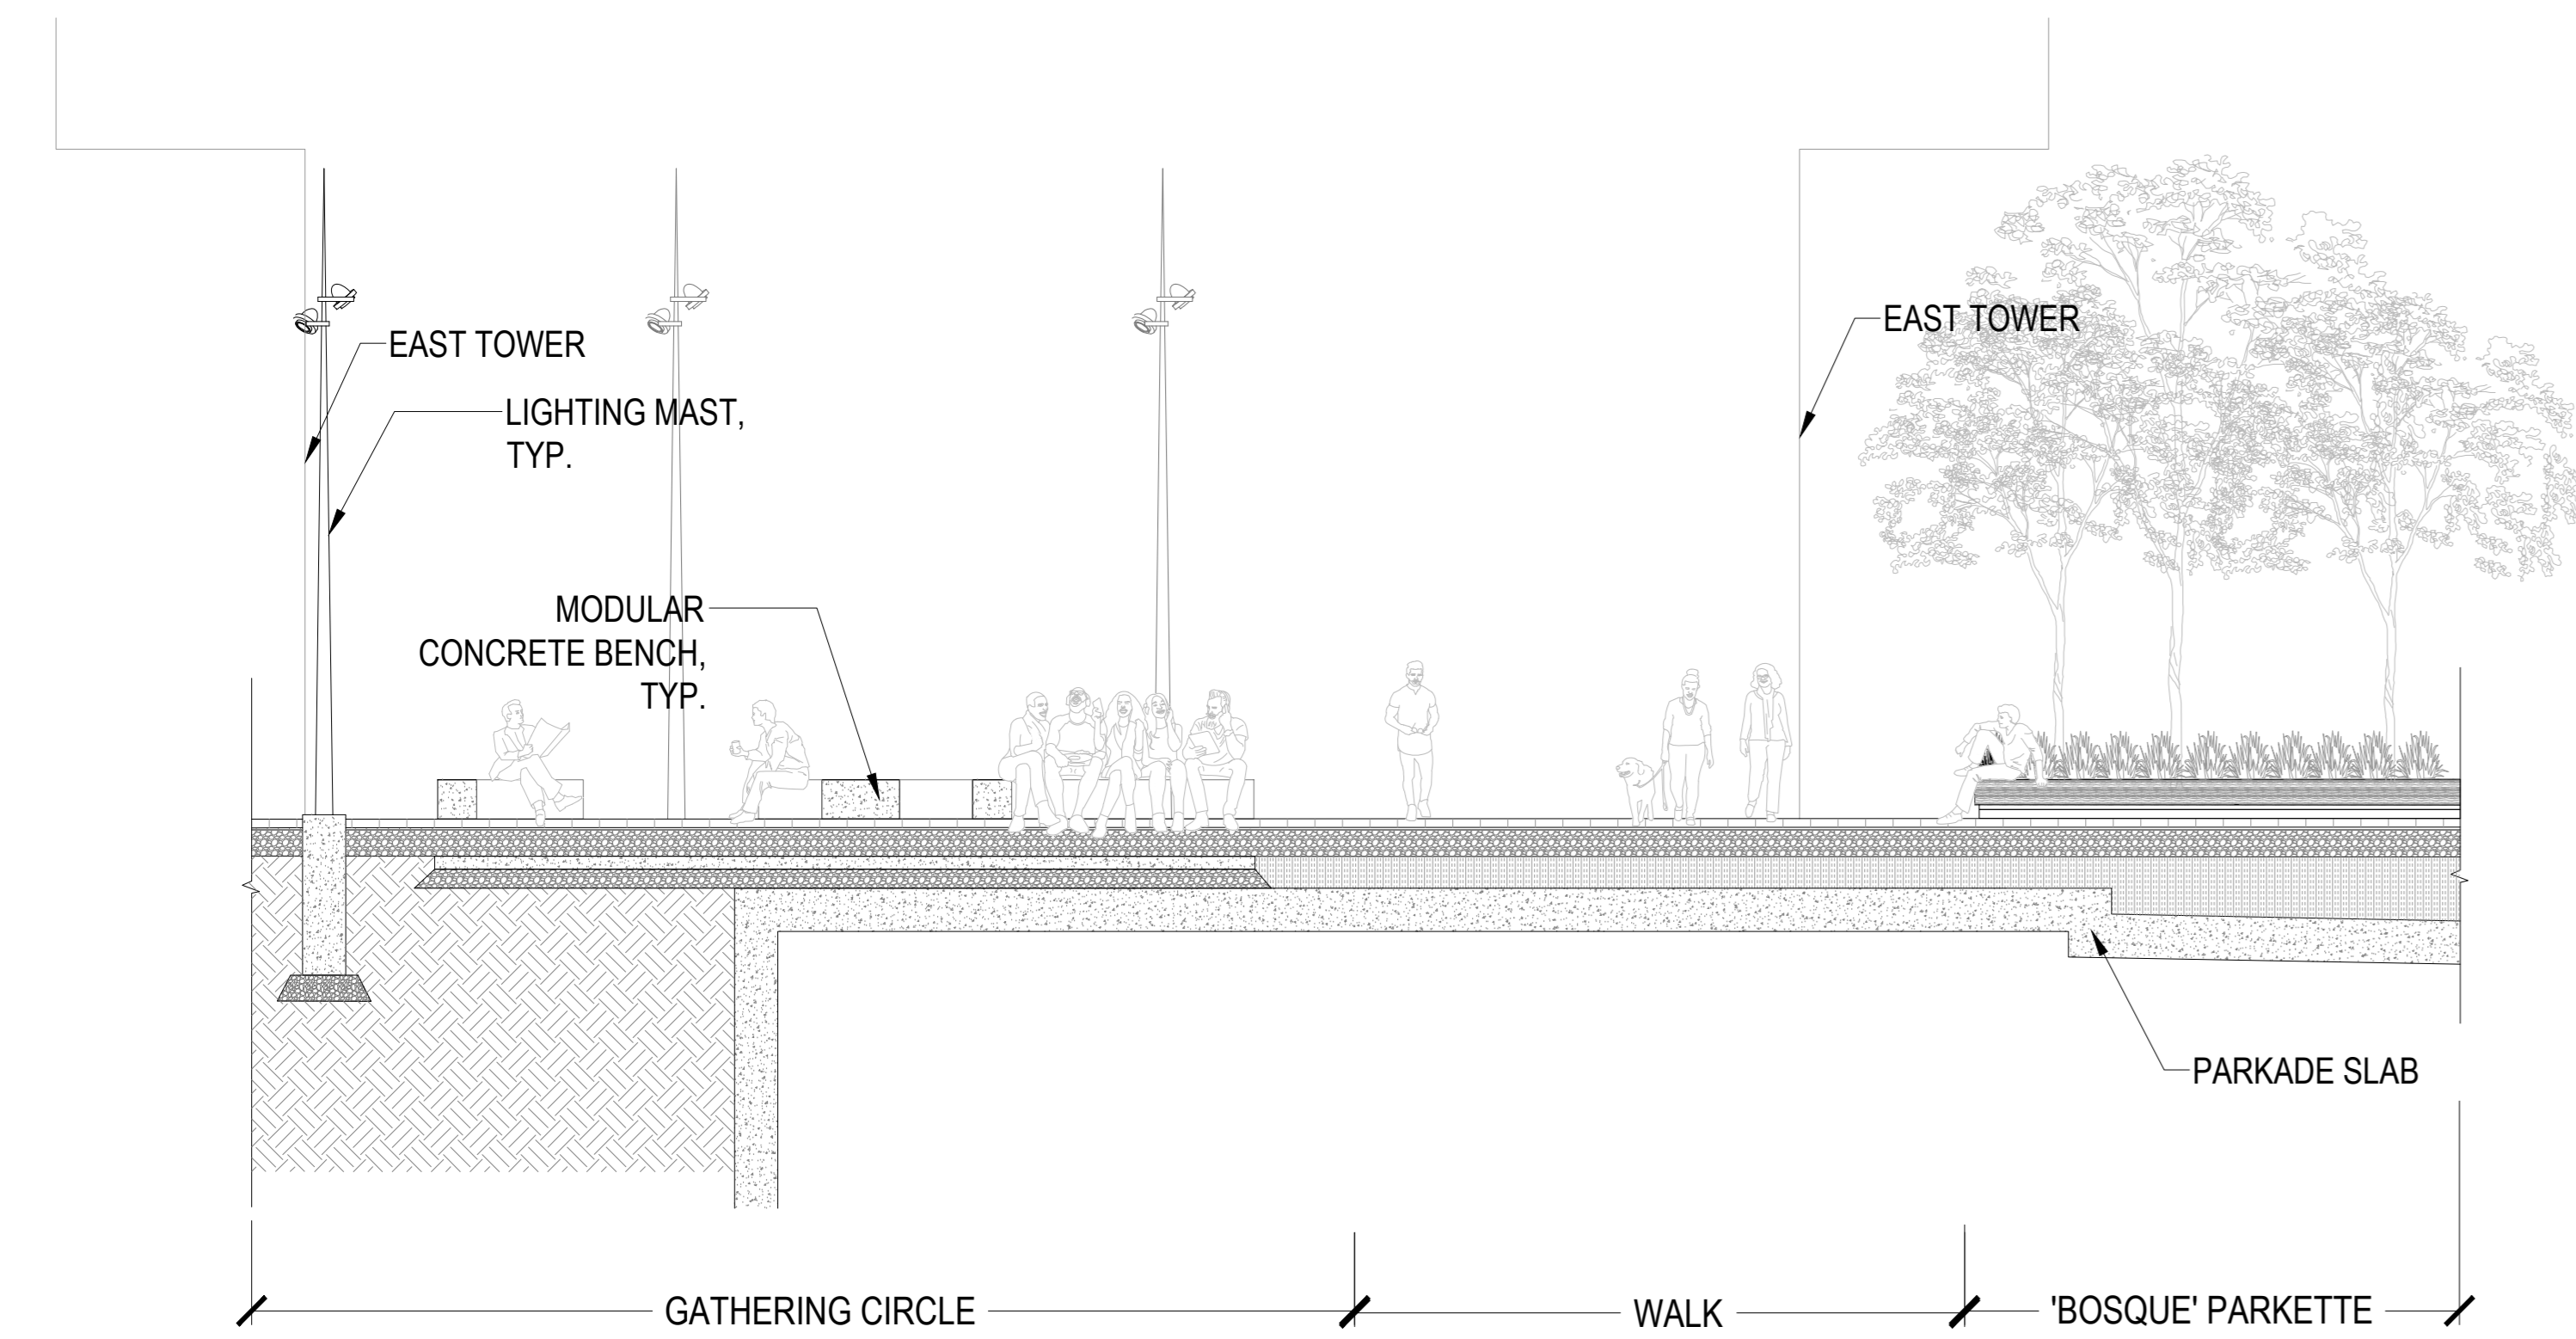 EAST TOWER
EAST TOWER
LIGHTING MAST,
TYP.
MODULAR
CONCRETE BENCH,
TYP.
PARKADE SLAB
GATHERING CIRCLE
WALK
'BOSQUE' PARKETTE